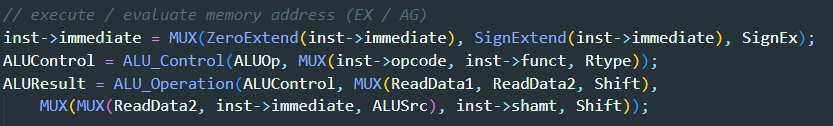 // execute / evaluate memory address (EX / AG)
inst->immediate = MUX(ZeroExtend(inst->immediate), SignExtend(inst->immediate), SignEx);
ALUControl = ALU_Control(ALUOp, MUX(inst->opcode, inst->funct, Rtype));
ALUResult = ALU_Operation(ALUControl, MUX(ReadData1, ReadData2, Shift),
    MUX(MUX(ReadData2, inst->immediate, ALUSrc), inst->shamt, Shift));